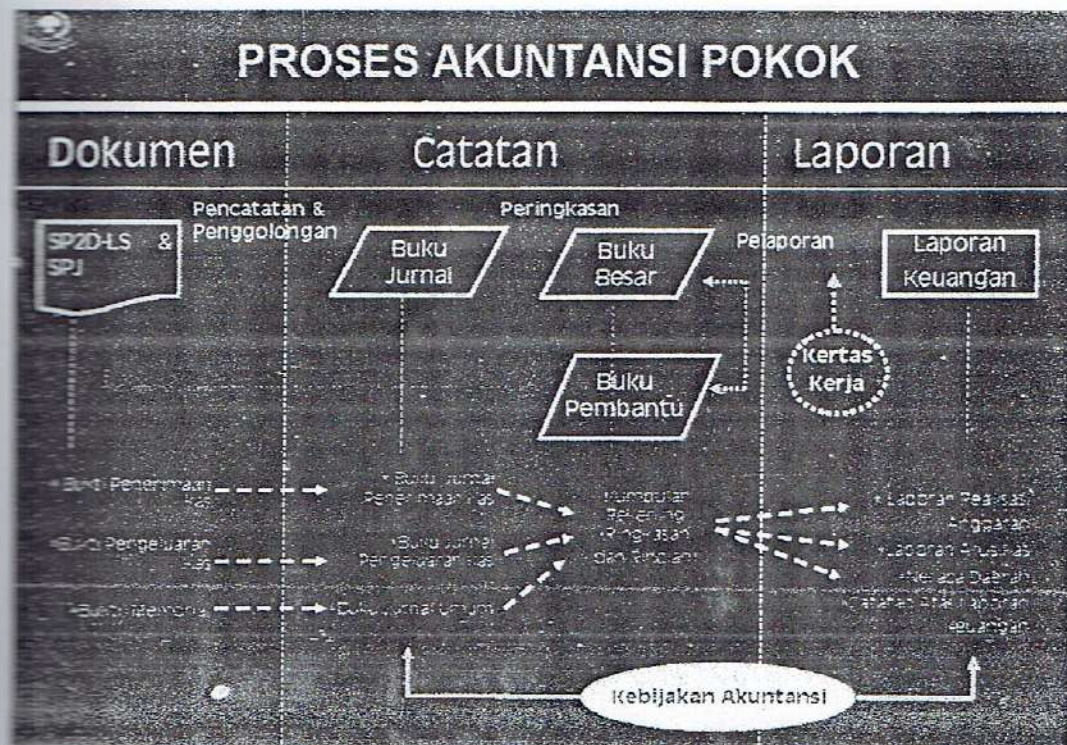 PROSES AKUNTANSI POKOK
Dokumen
Catatan
Laporan
Pencatatan &
Penggolongan
Peringkasan
Pelaporan
SP2D-LS &
SPJ
Buku
Jurnal
Buku
Besar
Laporan
Keuangan
Kertas
Kerja
Buku
Pembantu
• Bukti Penerimaan
Kas
• Buku Jurnal
Penerimaan Kas
•Kumpulan
Rekening
•Ringkasan
dan Rincian
• Laporan Realisasi
Anggaran
•Bukti Pengeluaran
Kas
•Buku Jurnal
Pengeluaran Kas
•Laporan Arus Kas
•Neraca Daerah
•Bukti Memorial
•Buku Jurnal Umum
•Catatan Atas Laporan
Keuangan
Kebijakan Akuntansi